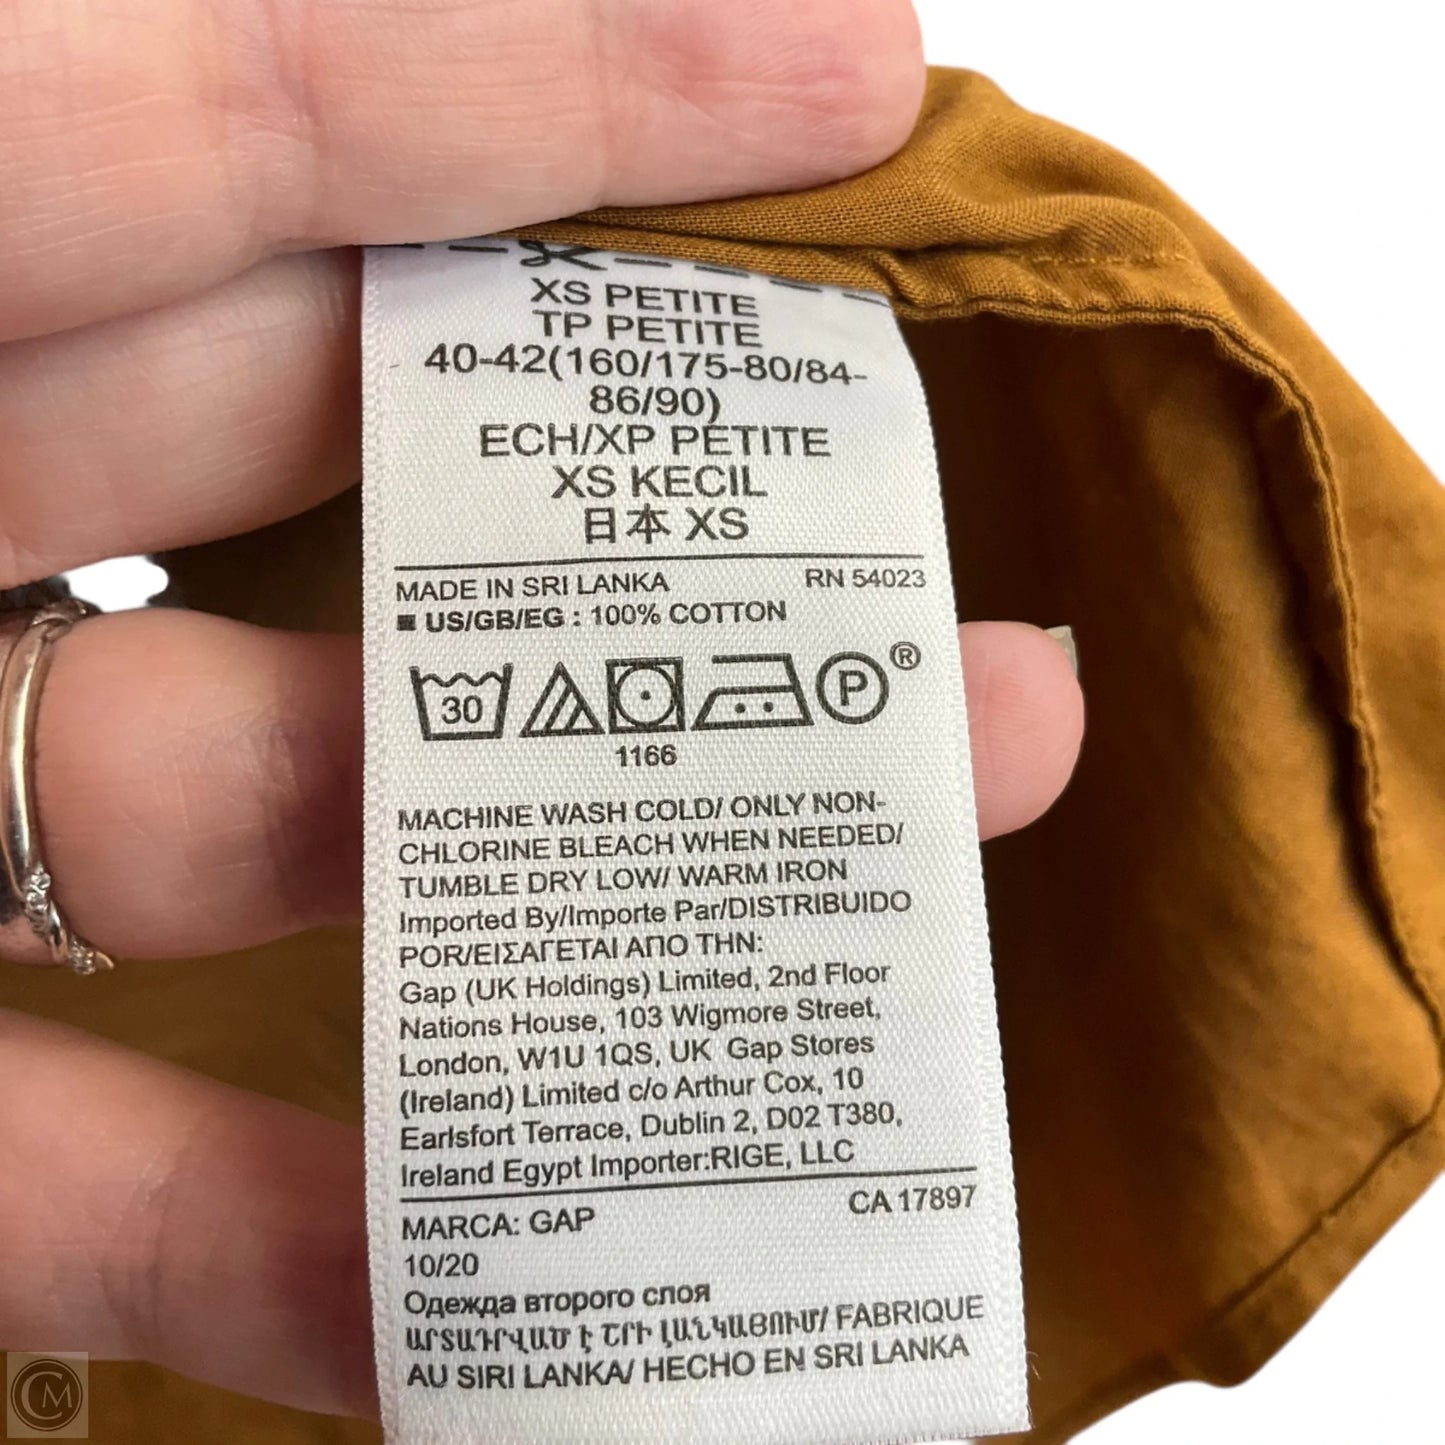 XS PETITE
TP PETITE
40-42(160/175-80/84-
86/90)
ECH/XP PETITE
XS KECIL
日本 XS
MADE IN SRI LANKA RN 54023
■ US/GB/EG : 100% COTTON
30 P ®
1166
MACHINE WASH COLD/ ONLY NON-
CHLORINE BLEACH WHEN NEEDED/
TUMBLE DRY LOW/ WARM IRON
Imported By/Importe Par/DISTRIBUIDO
POR/ΕΙΣΑΓΕΤΑΙ ΑΠΟ ΤΗΝ:
Gap (UK Holdings) Limited, 2nd Floor
Nations House, 103 Wigmore Street,
London, W1U 1QS, UK Gap Stores
(Ireland) Limited c/o Arthur Cox, 10
Earlsfort Terrace, Dublin 2, D02 T380,
Ireland Egypt Importer:RIGE, LLC
MARCA: GAP CA 17897
10/20
Одежда второго слоя
ԱՐՏԱԴՐՎԱԾ Է ՇՐԻ ԼԱՆԿԱՅՈՒՄ/ FABRIQUE
AU SIRI LANKA/ HECHO EN SRI LANKA
CM